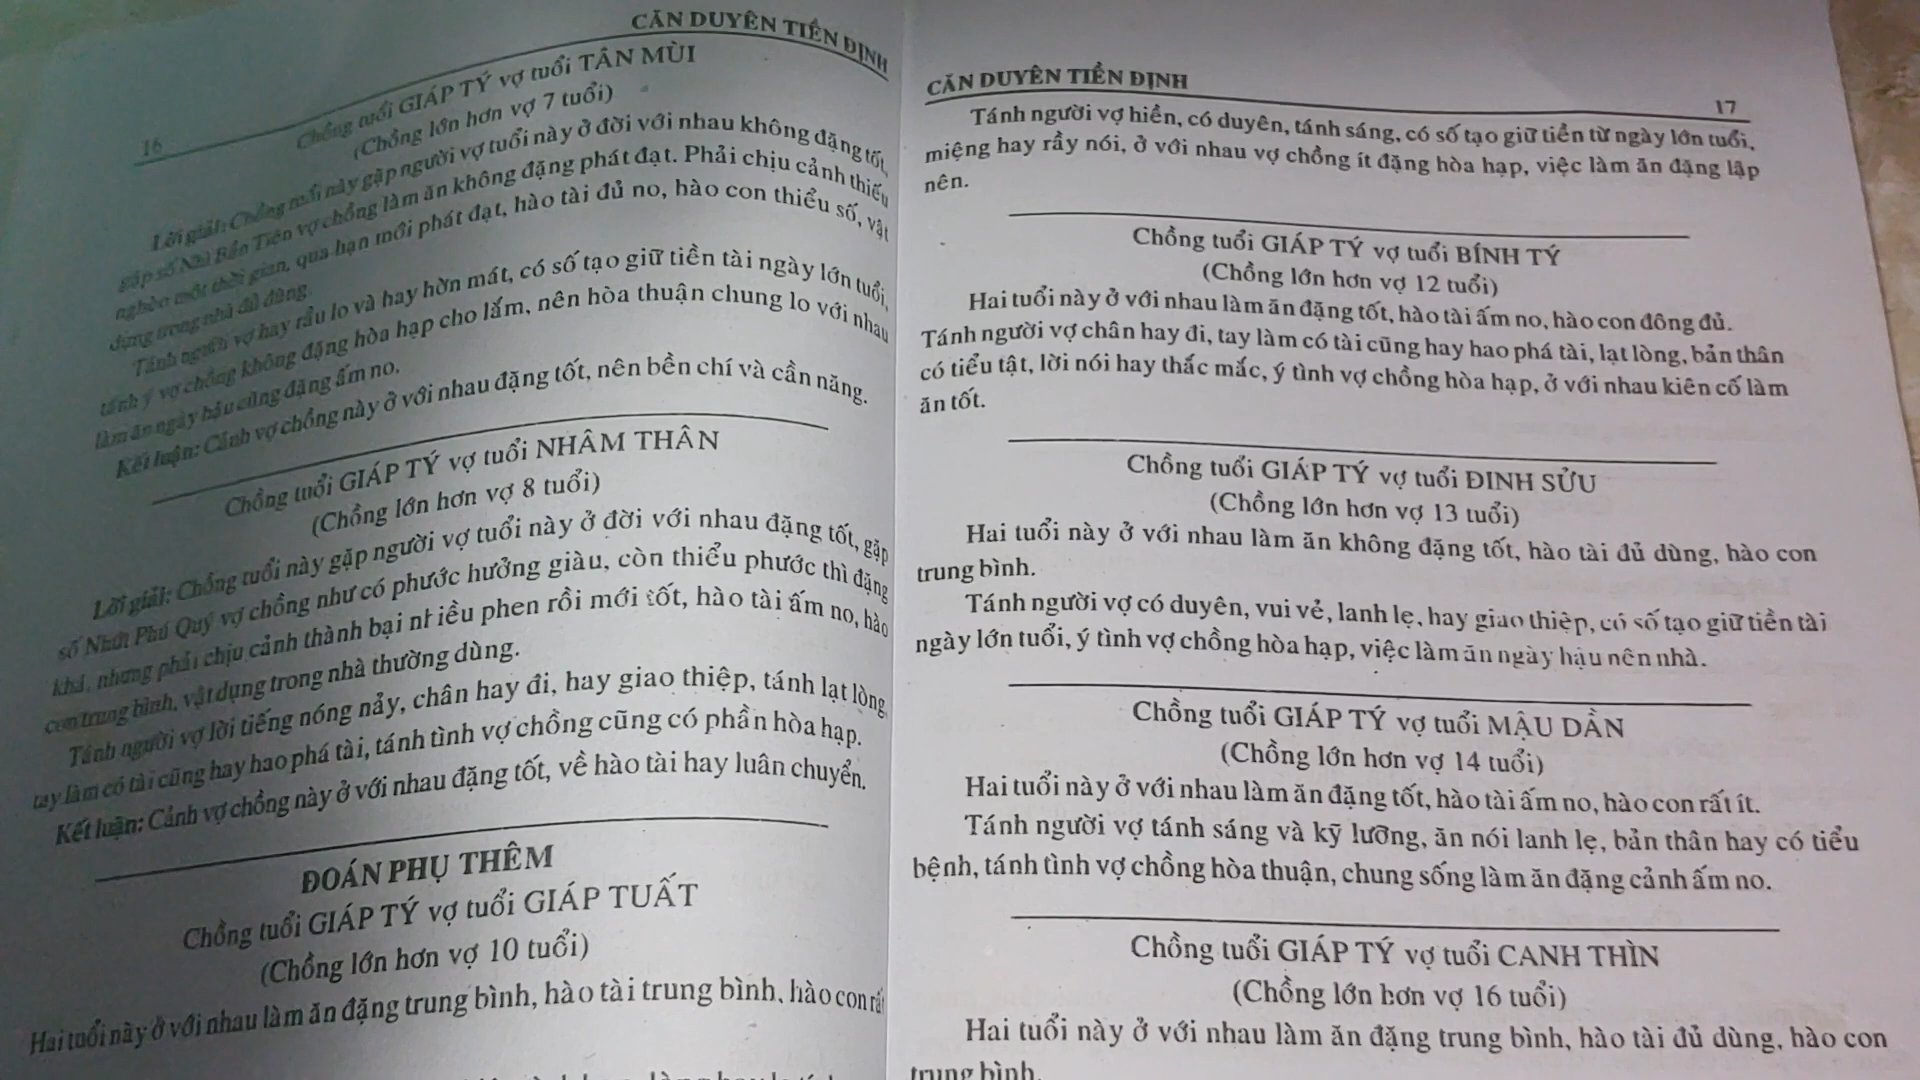 CĂN DUYÊN TIỀN ĐỊNH
16
Chồng tuổi GIÁP TÝ vợ tuổi TÂN MÙI
(Chồng lớn hơn vợ 7 tuổi)
Lời giải: Chồng tuổi này gặp người vợ tuổi này ở đời với nhau không đặng tốt,
gặp số Nhì Bần Tiện vợ chồng làm ăn không đặng phát đạt. Phải chịu cảnh thiếu
nghèo một thời gian, qua hạn mới phát đạt, hào tài đủ no, hào con thiểu số, vật
dụng trong nhà đủ dùng.
Tánh người vợ hay rầu lo và hay hờn mát, có số tạo giữ tiền tài ngày lớn tuổi,
tánh ý vợ chồng không đặng hòa hạp cho lắm, nên hòa thuận chung lo với nhau
làm ăn ngày hậu cũng đặng ấm no.
Kết luận: Cảnh vợ chồng này ở với nhau đặng tốt, nên bền chí và cần năng.
Chồng tuổi GIÁP TÝ vợ tuổi NHÂM THÂN
(Chồng lớn hơn vợ 8 tuổi)
Lời giải: Chồng tuổi này gặp người vợ tuổi này ở đời với nhau đặng tốt, gặp
số Nhứt Phú Quý vợ chồng như có phước hưởng giàu, còn thiểu phước thì đặng
khá, nhưng phải chịu cảnh thành bại nhiều phen rồi mới tốt, hào tài ấm no, hào
con trung bình, vật dụng trong nhà thường dùng.
Tánh người vợ lời tiếng nóng nảy, chân hay đi, hay giao thiệp, tánh lạt lòng,
tay làm có tài cũng hay hao phá tài, tánh tình vợ chồng cũng có phần hòa hạp.
Kết luận: Cảnh vợ chồng này ở với nhau đặng tốt, về hào tài hay luân chuyển.
ĐOÁN PHỤ THÊM
Chồng tuổi GIÁP TÝ vợ tuổi GIÁP TUẤT
(Chồng lớn hơn vợ 10 tuổi)
Hai tuổi này ở với nhau làm ăn đặng trung bình, hào tài trung bình, hào con rất
CĂN DUYÊN TIỀN ĐỊNH
17
Tánh người vợ hiền, có duyên, tánh sáng, có số tạo giữ tiền từ ngày lớn tuổi,
miệng hay rầy nói, ở với nhau vợ chồng ít đặng hòa hạp, việc làm ăn đặng lập
nên.
Chồng tuổi GIÁP TÝ vợ tuổi BÍNH TÝ
(Chồng lớn hơn vợ 12 tuổi)
Hai tuổi này ở với nhau làm ăn đặng tốt, hào tài ấm no, hào con đông đủ.
Tánh người vợ chân hay đi, tay làm có tài cũng hay hao phá tài, lạt lòng, bản thân
có tiểu tật, lời nói hay thắc mắc, ý tình vợ chồng hòa hạp, ở với nhau kiên cố làm
ăn tốt.
Chồng tuổi GIÁP TÝ vợ tuổi ĐINH SỬU
(Chồng lớn hơn vợ 13 tuổi)
Hai tuổi này ở với nhau làm ăn không đặng tốt, hào tài đủ dùng, hào con
trung bình.
Tánh người vợ có duyên, vui vẻ, lanh lẹ, hay giao thiệp, có số tạo giữ tiền tài
ngày lớn tuổi, ý tình vợ chồng hòa hạp, việc làm ăn ngày hậu nên nhà.
Chồng tuổi GIÁP TÝ vợ tuổi MẬU DẦN
(Chồng lớn hơn vợ 14 tuổi)
Hai tuổi này ở với nhau làm ăn đặng tốt, hào tài ấm no, hào con rất ít.
Tánh người vợ tánh sáng và kỹ lưỡng, ăn nói lanh lẹ, bản thân hay có tiểu
bệnh, tánh tình vợ chồng hòa thuận, chung sống làm ăn đặng cảnh ấm no.
Chồng tuổi GIÁP TÝ vợ tuổi CANH THÌN
(Chồng lớn hơn vợ 16 tuổi)
Hai tuổi này ở với nhau làm ăn đặng trung bình, hào tài đủ dùng, hào con
trung bình.